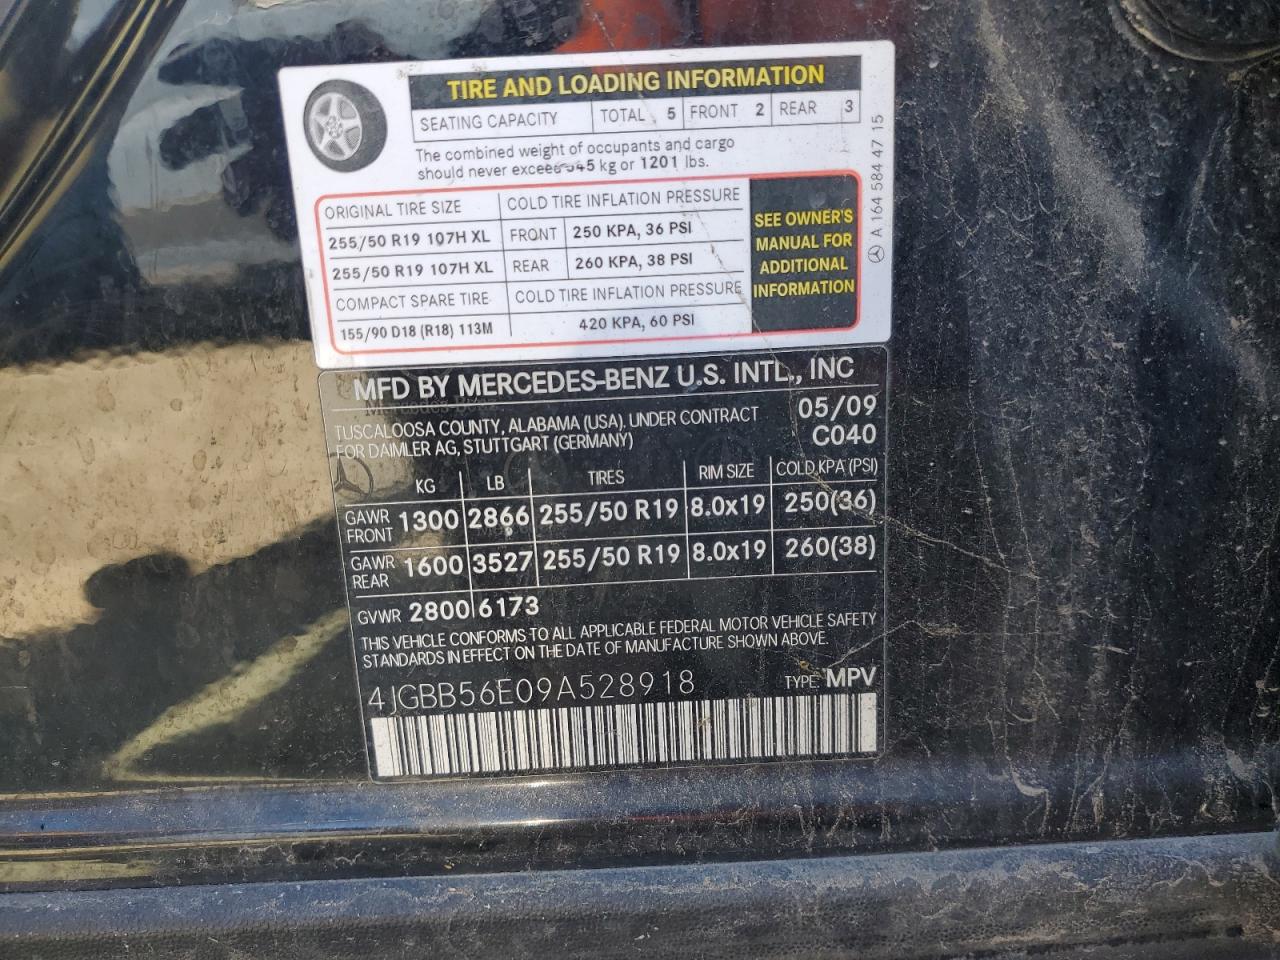 TIRE AND LOADING INFORMATION
SEATING CAPACITY TOTAL 5 FRONT 2 REAR 3
The combined weight of occupants and cargo
should never exceed 545 kg or 1201 lbs.
ORIGINAL TIRE SIZE COLD TIRE INFLATION PRESSURE
255/50 R19 107H XL FRONT 250 KPA, 36 PSI
255/50 R19 107H XL REAR 260 KPA, 38 PSI
COMPACT SPARE TIRE COLD TIRE INFLATION PRESSURE
155/90 D18 (R18) 113M 420 KPA, 60 PSI
SEE OWNER'S
MANUAL FOR
ADDITIONAL
INFORMATION
A 164 584 47 15
MFD BY MERCEDES-BENZ U.S. INTL., INC
TUSCALOOSA COUNTY, ALABAMA (USA). UNDER CONTRACT 05/09
FOR DAIMLER AG, STUTTGART (GERMANY) C040
KG LB TIRES RIM SIZE COLD.KPA (PSI)
GAWR FRONT 1300 2866 255/50 R19 8.0x19 250(36)
GAWR REAR 1600 3527 255/50 R19 8.0x19 260(38)
GVWR 2800 6173
THIS VEHICLE CONFORMS TO ALL APPLICABLE FEDERAL MOTOR VEHICLE SAFETY
STANDARDS IN EFFECT ON THE DATE OF MANUFACTURE SHOWN ABOVE.
4JGBB56E09A528918 TYPE: MPV